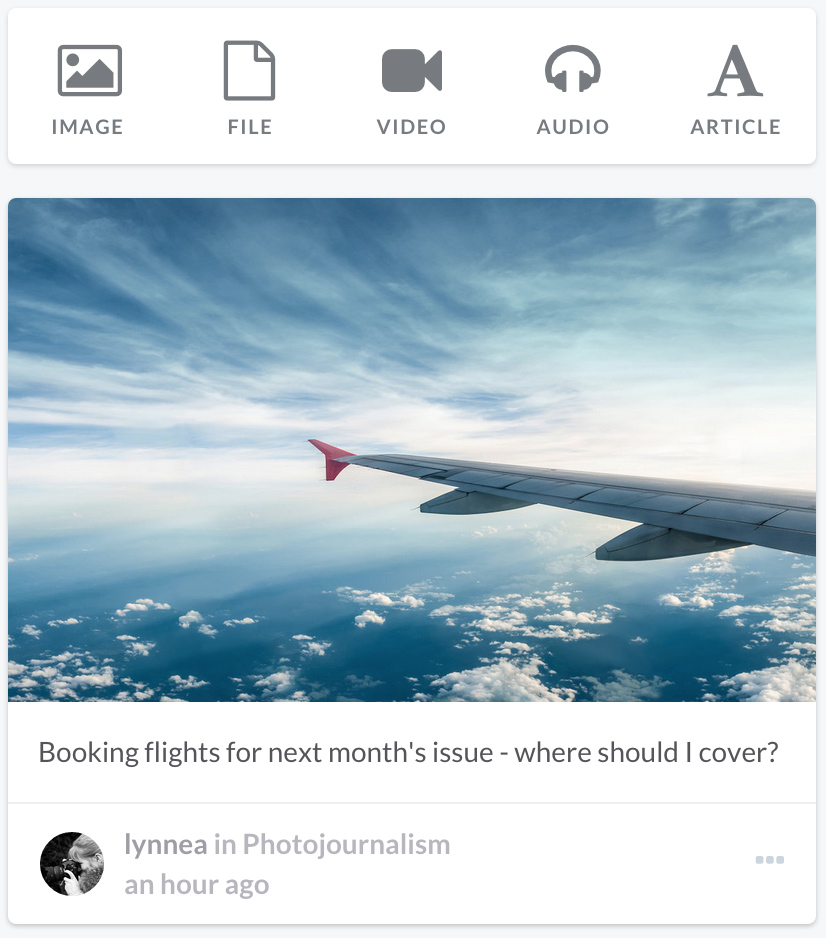 IMAGE
FILE
VIDEO
AUDIO
ARTICLE
Booking flights for next month's issue - where should I cover?
lynnea in Photojournalism
an hour ago